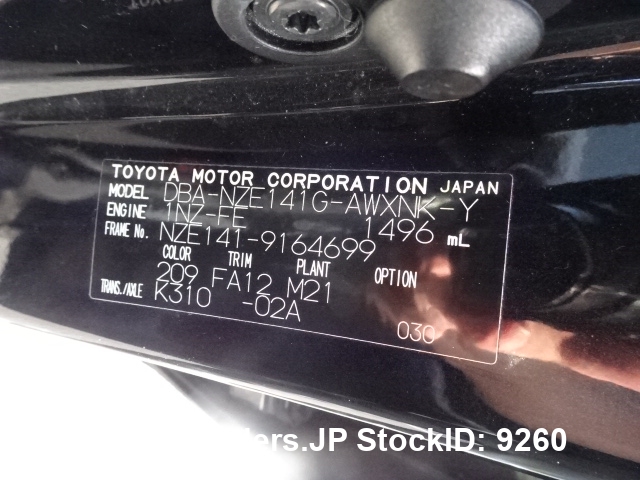 TOYOTA MOTOR CORPORATION JAPAN
MODEL DBA-NZE141G-AWXNK-Y
ENGINE 1NZ-FE 1496 mL
FRAME No. NZE141-9164699
COLOR TRIM PLANT OPTION
209 FA12 M21
TRANS./AXLE K310 -02A
030
StockID: 9260